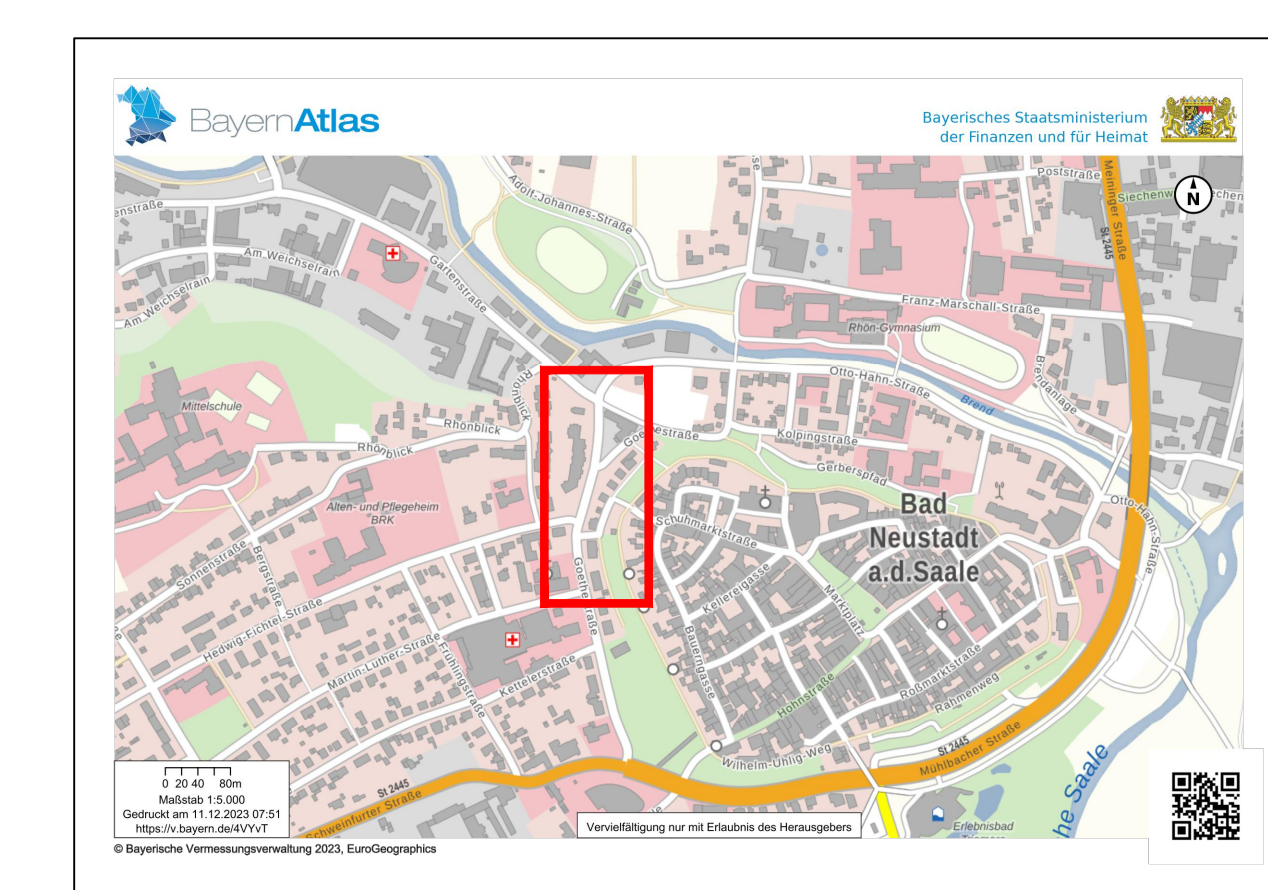 BayernAtlas
Bayerisches Staatsministerium
der Finanzen und für Heimat
Poststraße
Meininger Straße
St 2445
Siechenw
N
echen
Adolf-Johannes-Straße
enstraße
Am Weichselrain
Am Weichselrain
Gartenstraße
Franz-Marschall-Straße
Rhön-Gymnasium
Brendanlage
Otto-Hahn-Straße
Brend
Rhönblick
Rhönblick
Rhönblick
Mittelschule
Goethestraße
Kolpingstraße
Gerberspfad
Bad
Neustadt
a.d.Saale
Otto-Hahn-Straße
Alten- und Pflegeheim
BRK
Schuhmarktstraße
Sonnenstraße
Bergstraße
Goethestraße
Kellereigasse
Marktplatz
Hedwig-Fichtel-Straße
Martin-Luther-Straße
Frühlingstraße
Kettelerstraße
Bauerngasse
Hohnstraße
Roßmarktstraße
Rahmenweg
Wilhelm-Uhlig-Weg
St 2445
Mühlbacher Straße
he Saale
St 2445
Schweinfurter Straße
Erlebnisbad
0 20 40 80m
Maßstab 1:5.000
Gedruckt am 11.12.2023 07:51
https://v.bayern.de/4VYvT
Vervielfältigung nur mit Erlaubnis des Herausgebers
© Bayerische Vermessungsverwaltung 2023, EuroGeographics